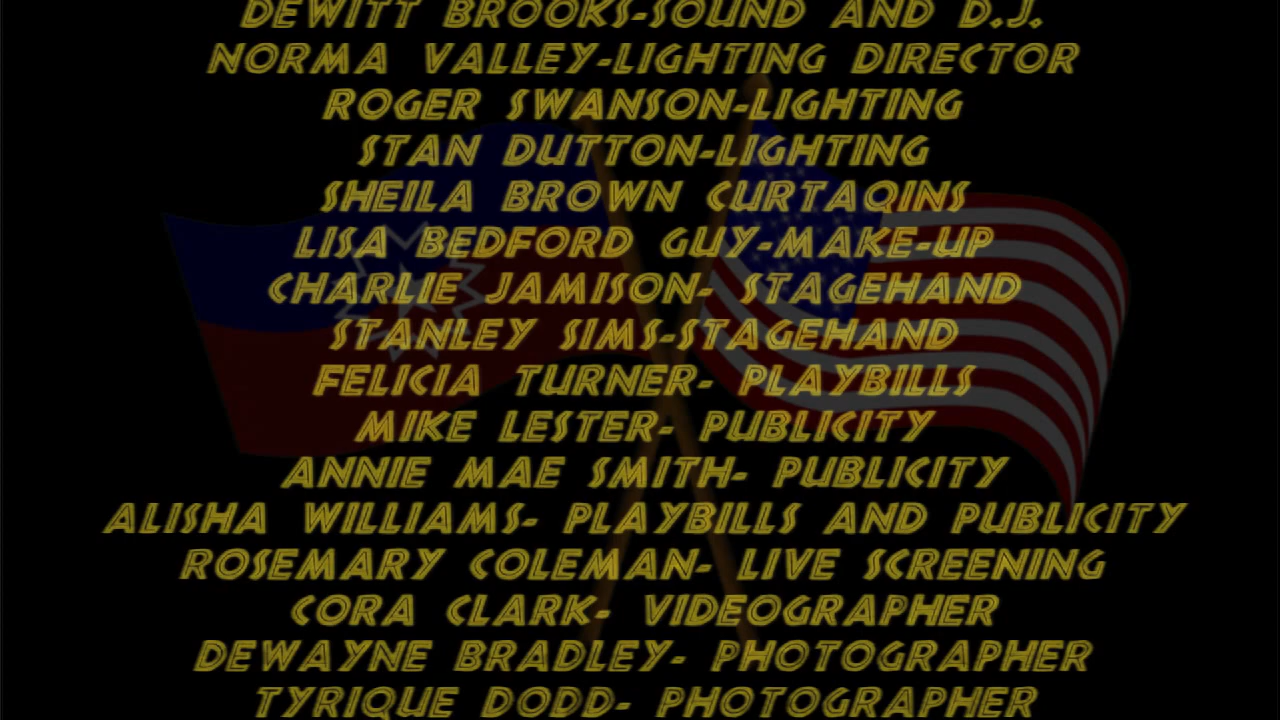 DEWITT BROOKS-SOUND AND D.J.
NORMA VALLEY-LIGHTING DIRECTOR
ROGER SWANSON-LIGHTING
STAN DUTTON-LIGHTING
SHEILA BROWN CURTAQINS
LISA BEDFORD GUY-MAKE-UP
CHARLIE JAMISON- STAGEHAND
STANLEY SIMS-STAGEHAND
FELICIA TURNER- PLAYBILLS
MIKE LESTER- PUBLICITY
ANNIE MAE SMITH- PUBLICITY
ALISHA WILLIAMS- PLAYBILLS AND PUBLICITY
ROSEMARY COLEMAN- LIVE SCREENING
CORA CLARK- VIDEOGRAPHER
DEWAYNE BRADLEY- PHOTOGRAPHER
TYRIQUE DODD- PHOTOGRAPHER